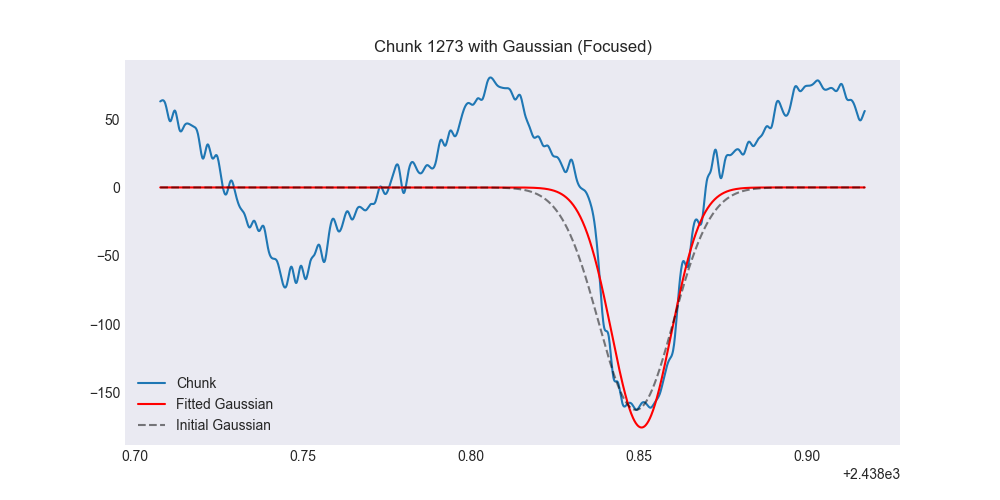 Chunk 1273 with Gaussian (Focused)
50
0
−50
−100
−150
Chunk
Fitted Gaussian
Initial Gaussian
0.70 0.75 0.80 0.85 0.90
+2.438e3